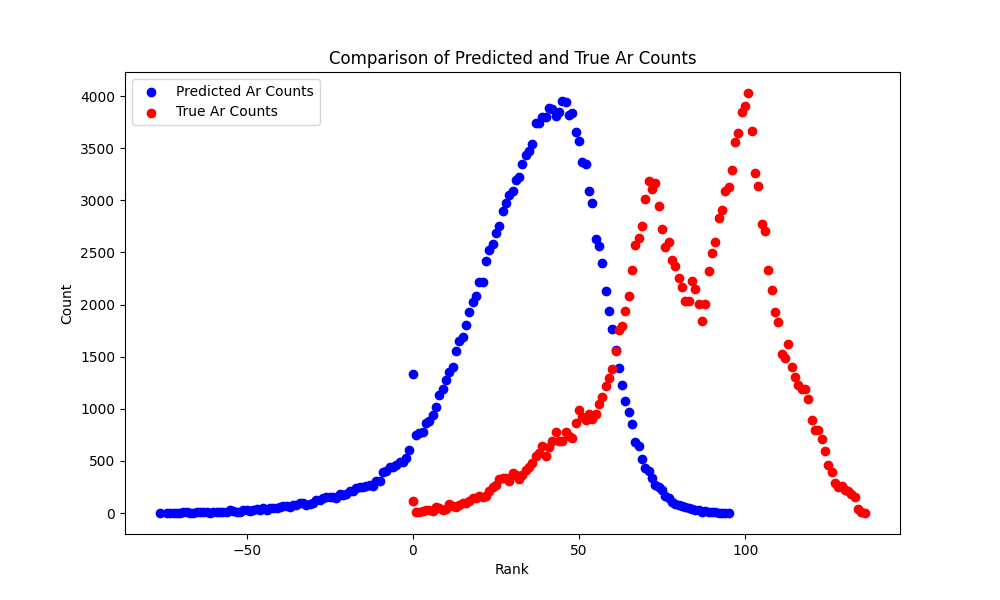 Comparison of Predicted and True Ar Counts
Predicted Ar Counts
True Ar Counts
4000
3500
3000
2500
2000
1500
1000
500
0
Count
−50
0
50
100
Rank